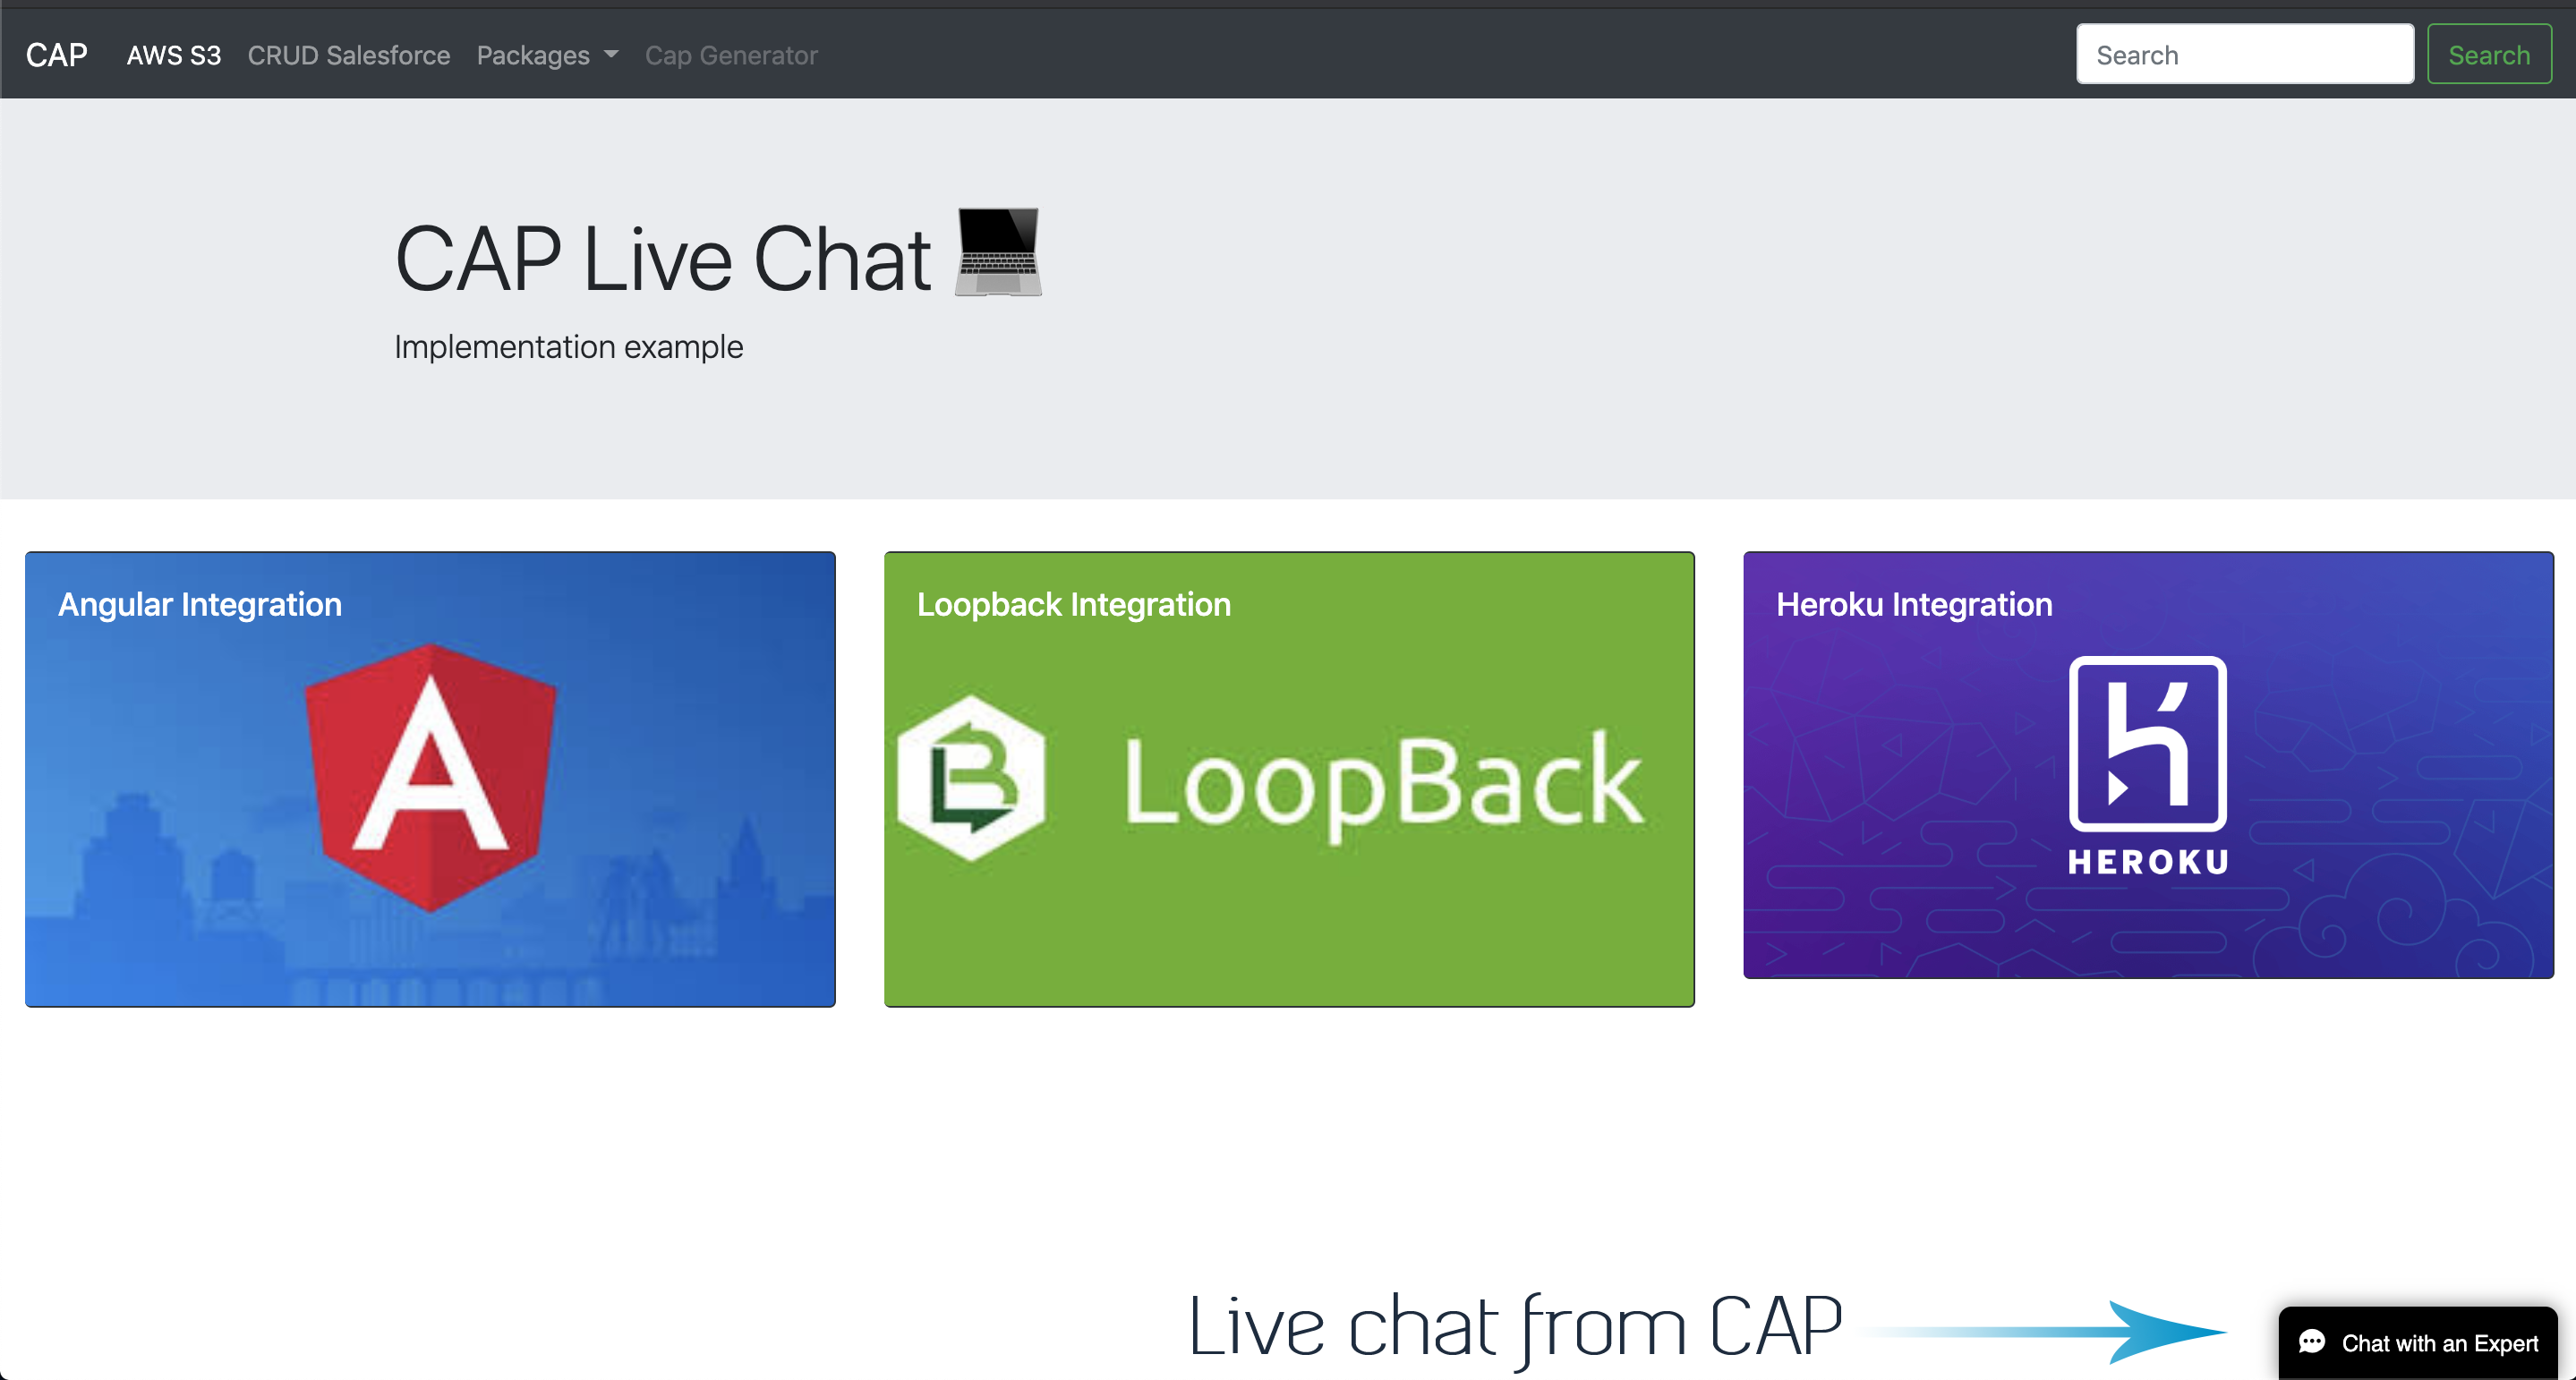 CAP AWS S3 CRUD Salesforce Packages Cap Generator Search Search
CAP Live Chat
Implementation example
Angular Integration
A
Loopback Integration
LB LoopBack
Heroku Integration
HEROKU
Live chat from CAP
Chat with an Expert